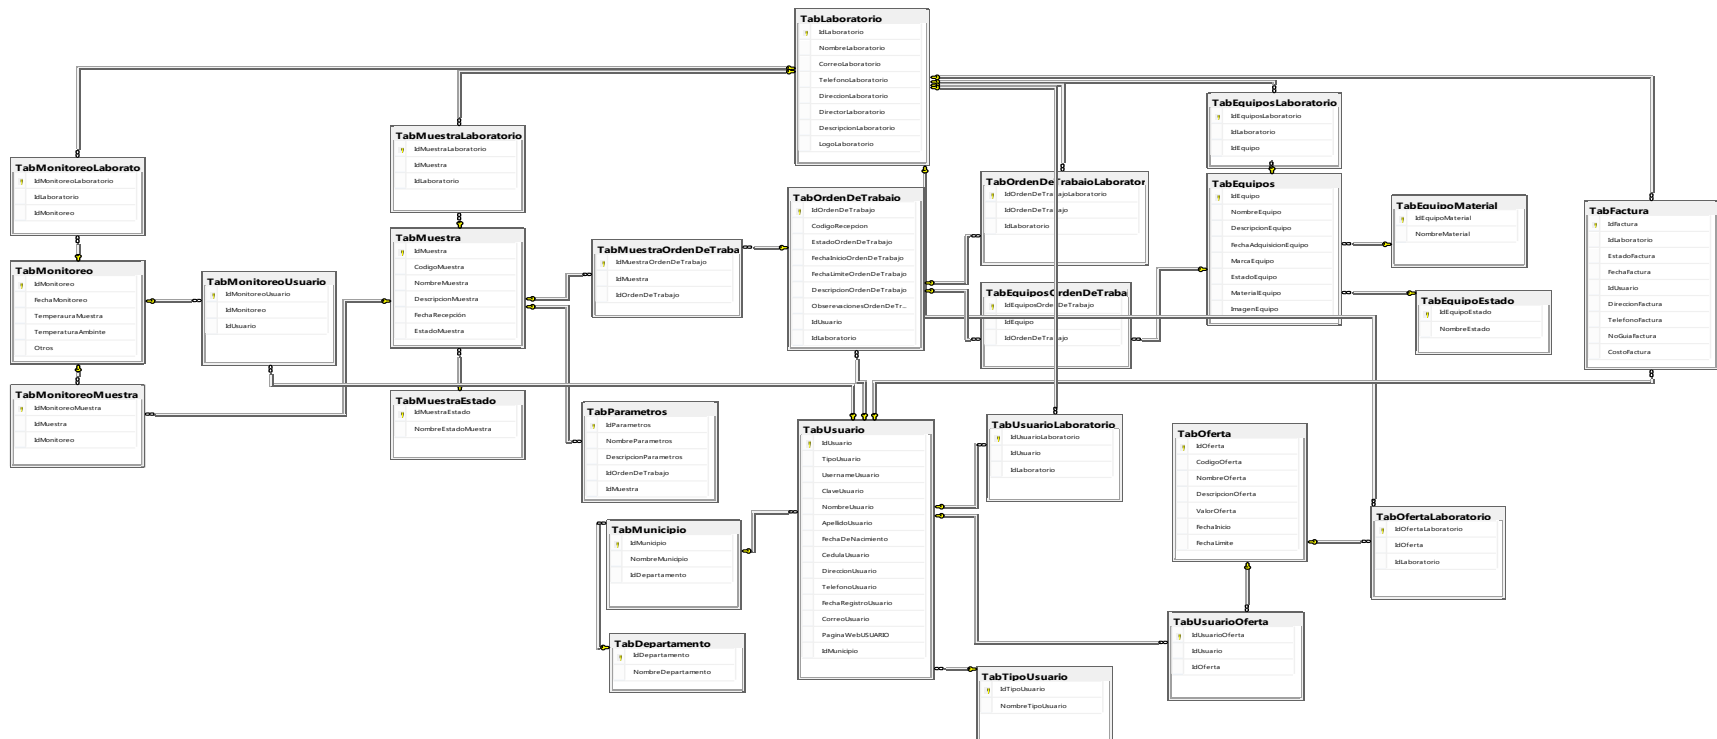 TabLaboratorio
IdLaboratorio
NombreLaboratorio
CorreoLaboratorio
TelefonoLaboratorio
DireccionLaboratorio
DirectorLaboratorio
DescripcionLaboratorio
LogoLaboratorio
TabMonitoreoLaborato
IdMonitoreoLaboratorio
IdLaboratorio
IdMonitoreo
TabMuestraLaboratorio
IdMuestraLaboratorio
IdMuestra
IdLaboratorio
TabOrdenDeTrabajo
IdOrdenDeTrabajo
CodigoRecepcion
EstadoOrdenDeTrabajo
FechaInicioOrdenDeTrabajo
FechaLimiteOrdenDeTrabajo
DescripcionOrdenDeTrabajo
ObserevacionesOrdenDeTr...
IdUsuario
IdLaboratorio
TabOrdenDeTrabajoLaborator
IdOrdenDeTrabajoLaboratorio
IdOrdenDeTrabajo
IdLaboratorio
TabEquiposLaboratorio
IdEquiposLaboratorio
IdLaboratorio
IdEquipo
TabEquipos
IdEquipo
NombreEquipo
DescripcionEquipo
FechaAdquisicionEquipo
MarcaEquipo
EstadoEquipo
MaterialEquipo
ImagenEquipo
TabEquipoMaterial
IdEquipoMaterial
NombreMaterial
TabFactura
IdFactura
IdLaboratorio
EstadoFactura
FechaFactura
IdUsuario
DireccionFactura
TelefonoFactura
NoGuiaFactura
CostoFactura
TabMonitoreo
IdMonitoreo
FechaMonitoreo
TemperauraMuestra
TemperaturaAmbinte
Otros
TabMonitoreoUsuario
IdMonitoreoUsuario
IdMonitoreo
IdUsuario
TabMuestra
IdMuestra
CodigoMuestra
NombreMuestra
DescripcionMuestra
FechaRecepción
EstadoMuestra
TabMuestraOrdenDeTraba
IdMuestraOrdenDeTrabajo
IdMuestra
IdOrdenDeTrabajo
TabEquiposOrdenDeTraba
IdEquiposOrdeDeTrabajo
IdEquipo
IdOrdenDeTrabajo
TabEquipoEstado
IdEquipoEstado
NombreEstado
TabMonitoreoMuestra
IdMonitoreoMuestra
IdMuestra
IdMonitoreo
TabMuestraEstado
IdMuestraEstado
NombreEstadoMuestra
TabParametros
IdParametros
NombreParametros
DescripcionParametros
IdOrdenDeTrabajo
IdMuestra
TabUsuario
IdUsuario
TipoUsuario
UsernameUsuario
ClaveUsuario
NombreUsuario
ApellidoUsuario
FechaDeNacimiento
CedulaUsuario
DireccionUsuario
TelefonoUsuario
FechaRegistroUsuario
CorreoUsuario
PaginaWebUSUARIO
IdMunicipio
TabUsuarioLaboratorio
IdUsuarioLaboratorio
IdUsuario
IdLaboratorio
TabOferta
IdOferta
CodigoOferta
NombreOferta
DescripcionOferta
ValorOferta
FechaInicio
FechaLimite
TabOfertaLaboratorio
IdOfertaLaboratorio
IdOferta
IdLaboratorio
TabMunicipio
IdMunicipio
NombreMunicipio
IdDepartamento
TabDepartamento
IdDepartamento
NombreDepartamento
TabUsuarioOferta
IdUsuarioOferta
IdUsuario
IdOferta
TabTipoUsuario
IdTipoUsuario
NombreTipoUsuario